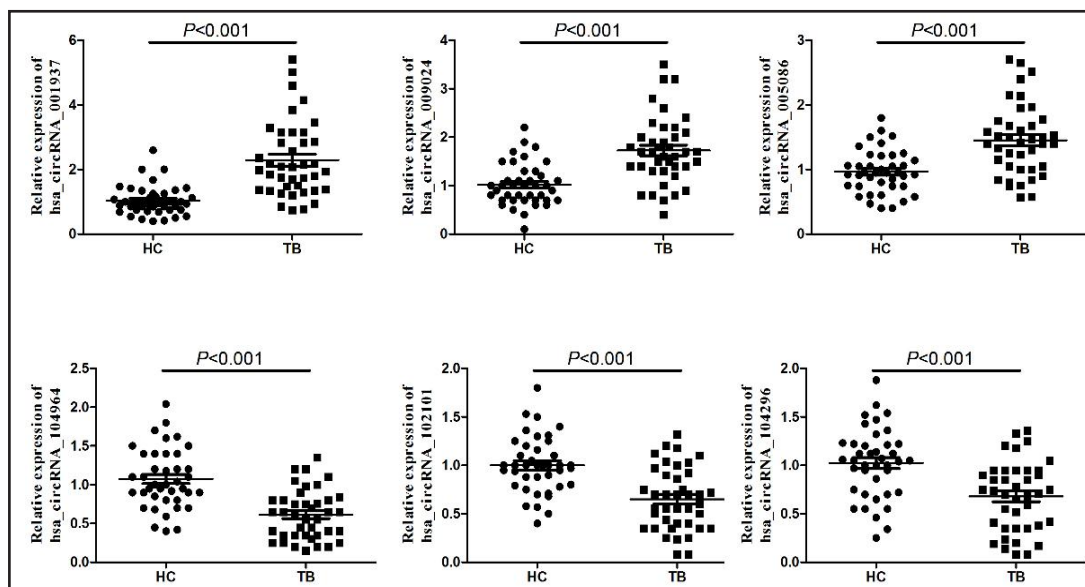 P<0.001
Relative expression of
hsa_circRNA_001937
6
4
2
0
HC
TB
P<0.001
Relative expression of
hsa_circRNA_009024
4
3
2
1
0
HC
TB
P<0.001
Relative expression of
hsa_circRNA_005086
3
2
1
0
HC
TB
P<0.001
Relative expression of
hsa_circRNA_104964
2.5
2.0
1.5
1.0
0.5
0.0
HC
TB
P<0.001
Relative expression of
hsa_circRNA_102101
2.0
1.5
1.0
0.5
0.0
HC
TB
P<0.001
Relative expression of
hsa_circRNA_104296
2.0
1.5
1.0
0.5
0.0
HC
TB